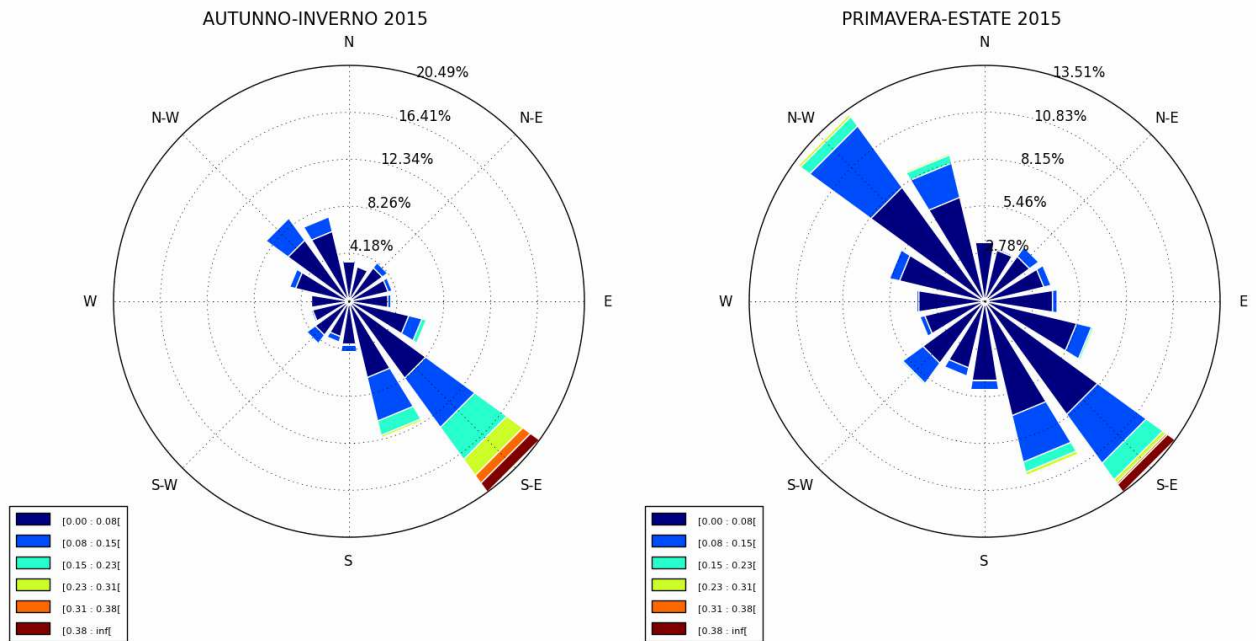 AUTUNNO-INVERNO 2015
N
20.49%
16.41%
12.34%
8.26%
4.18%
N-W
N-E
W
E
S-W
S-E
S
[0.00 : 0.08[
[0.08 : 0.15[
[0.15 : 0.23[
[0.23 : 0.31[
[0.31 : 0.38[
[0.38 : inf[
PRIMAVERA-ESTATE 2015
N
13.51%
10.83%
8.15%
5.46%
2.78%
N-W
N-E
W
E
S-W
S-E
S
[0.00 : 0.08[
[0.08 : 0.15[
[0.15 : 0.23[
[0.23 : 0.31[
[0.31 : 0.38[
[0.38 : inf[